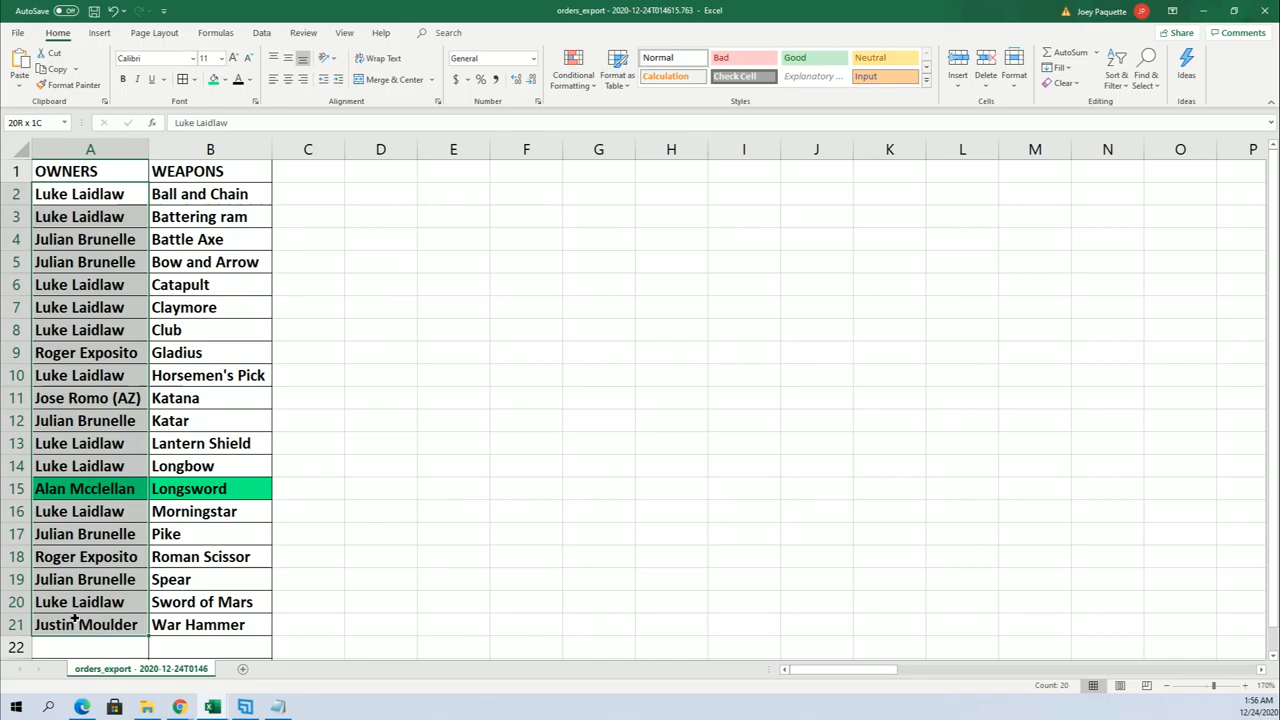 AutoSave Off orders_export - 2020-12-24T014615.763 - Excel Joey Paquette JP
File Home Insert Page Layout Formulas Data Review View Help Search Share Comments
Paste Cut Copy Format Painter Clipboard
Calibri 11 B I U Font
Wrap Text Merge & Center Alignment
General $ % Number
Conditional Formatting Format as Table
Normal Bad Good Neutral
Calculation Check Cell Explanatory ... Input
Styles
Insert Delete Format Cells
AutoSum Fill Clear Sort & Filter Find & Select Editing
Ideas Ideas
20R x 1C fx Luke Laidlaw
A B C D E F G H I J K L M N O P
1 OWNERS WEAPONS
2 Luke Laidlaw Ball and Chain
3 Luke Laidlaw Battering ram
4 Julian Brunelle Battle Axe
5 Julian Brunelle Bow and Arrow
6 Luke Laidlaw Catapult
7 Luke Laidlaw Claymore
8 Luke Laidlaw Club
9 Roger Exposito Gladius
10 Luke Laidlaw Horsemen's Pick
11 Jose Romo (AZ) Katana
12 Julian Brunelle Katar
13 Luke Laidlaw Lantern Shield
14 Luke Laidlaw Longbow
15 Alan Mcclellan Longsword
16 Luke Laidlaw Morningstar
17 Julian Brunelle Pike
18 Roger Exposito Roman Scissor
19 Julian Brunelle Spear
20 Luke Laidlaw Sword of Mars
21 Justin Moulder War Hammer
22
orders_export - 2020-12-24T0146
Count: 20 170%
1:56 AM
12/24/2020